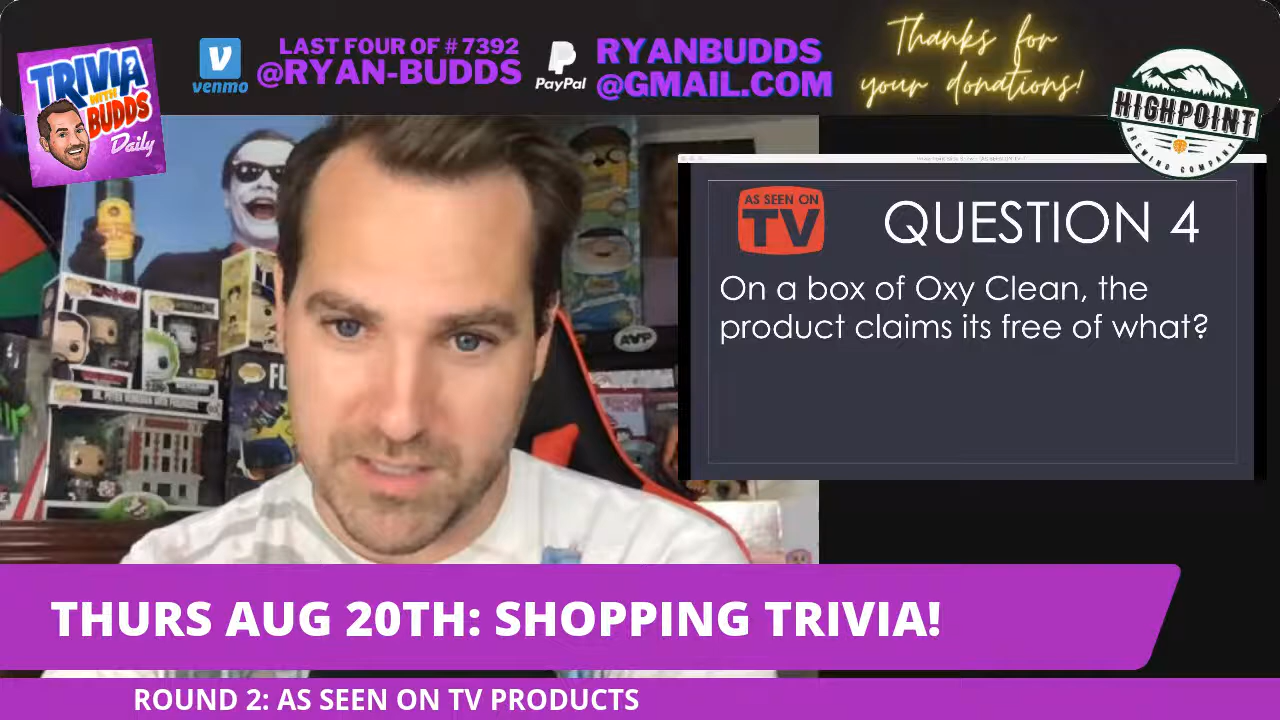 TRIVIA
WITH
BUDDS
Daily
venmo
LAST FOUR OF # 7392
@RYAN-BUDDS
PayPal
RYANBUDDS
@GMAIL.COM
Thanks for
your donations!
HIGHPOINT
BREWING COMPANY
AS SEEN ON
TV
QUESTION 4
On a box of Oxy Clean, the
product claims its free of what?
AVP
THURS AUG 20TH: SHOPPING TRIVIA!
ROUND 2: AS SEEN ON TV PRODUCTS